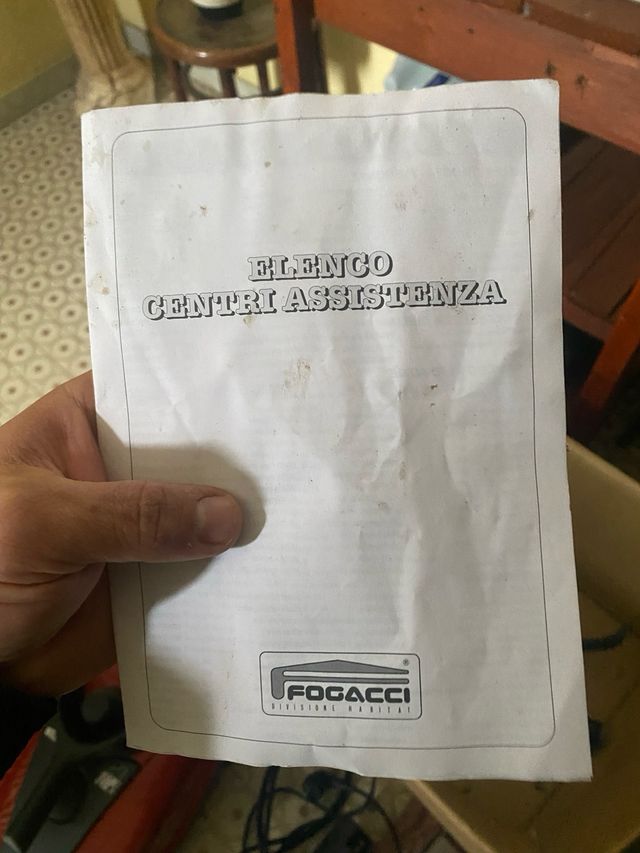 ELENCO
CENTRI ASSISTENZA
FOGACCI ®
DIVISIONE HABITAT